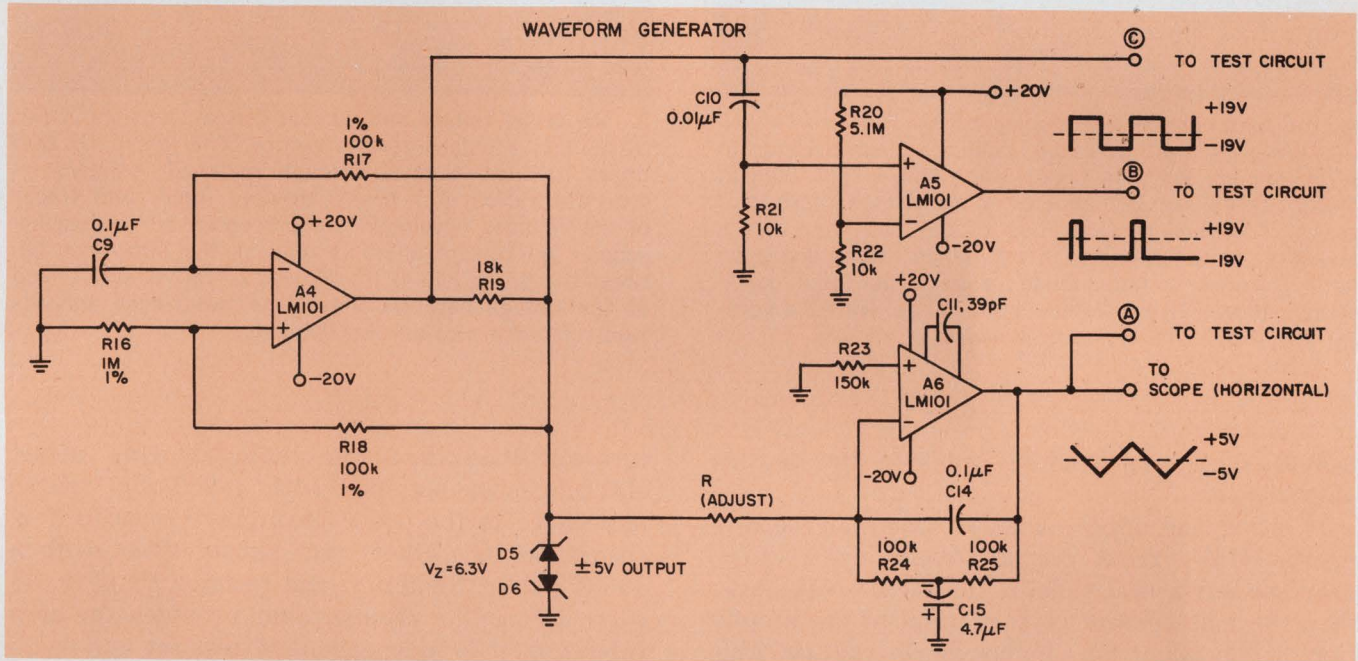 WAVEFORM GENERATOR
Ⓒ
TO TEST CIRCUIT
C10
0.01µF
+20V
R20
5.1M
+19V
-19V
1%
100k
R17
+
A5
LM101
-
Ⓑ
TO TEST CIRCUIT
R21
10k
-20V
R22
10k
+19V
-19V
0.1µF
C9
+20V
-
A4
LM101
+
18k
R19
+20V
C11, 39pF
R16
1M
1%
-20V
R23
150k
+
A6
LM101
-
Ⓐ
TO TEST CIRCUIT
TO
SCOPE (HORIZONTAL)
R18
100k
1%
-20V
0.1µF
C14
+5V
-5V
R
(ADJUST)
100k
R24
100k
R25
VZ=6.3V
D5
D6
±5V OUTPUT
-
+
C15
4.7µF